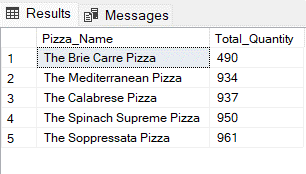 Results Messages
Pizza_Name Total_Quantity
1 The Brie Carre Pizza 490
2 The Mediterranean Pizza 934
3 The Calabrese Pizza 937
4 The Spinach Supreme Pizza 950
5 The Soppressata Pizza 961